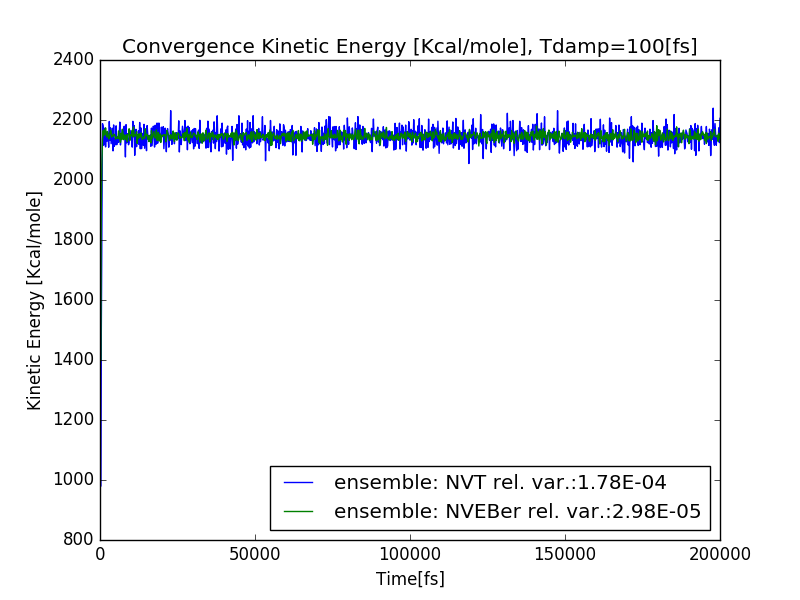 Convergence Kinetic Energy [Kcal/mole], Tdamp=100[fs]
2400
2200
2000
1800
1600
1400
1200
1000
800
Kinetic Energy [Kcal/mole]
ensemble: NVT rel. var.:1.78E-04
ensemble: NVEBer rel. var.:2.98E-05
0 50000 100000 150000 200000
Time[fs]